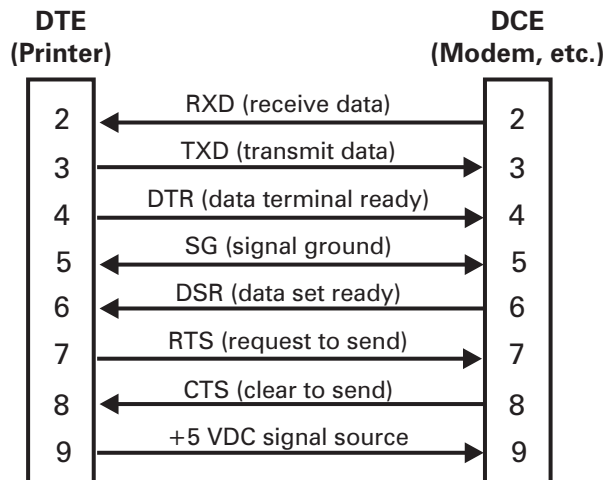 DTE DCE
(Printer) (Modem, etc.)
2 RXD (receive data) 2
3 TXD (transmit data) 3
4 DTR (data terminal ready) 4
5 SG (signal ground) 5
6 DSR (data set ready) 6
7 RTS (request to send) 7
8 CTS (clear to send) 8
9 +5 VDC signal source 9